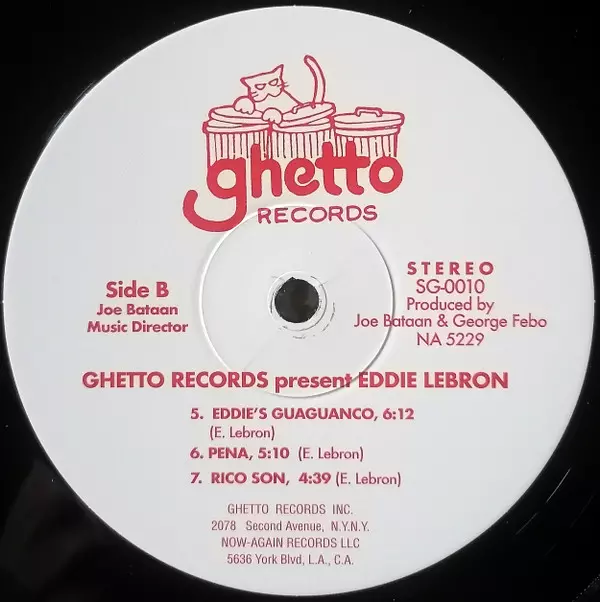 ghetto
RECORDS
Side B
Joe Bataan
Music Director
STEREO
SG-0010
Produced by
Joe Bataan & George Febo
NA 5229
GHETTO RECORDS present EDDIE LEBRON
5. EDDIE'S GUAGUANCO, 6:12
(E. Lebron)
6. PENA, 5:10 (E. Lebron)
7. RICO SON, 4:39 (E. Lebron)
GHETTO RECORDS INC.
2078 Second Avenue, N.Y.N.Y.
NOW-AGAIN RECORDS LLC
5636 York Blvd, L.A., C.A.